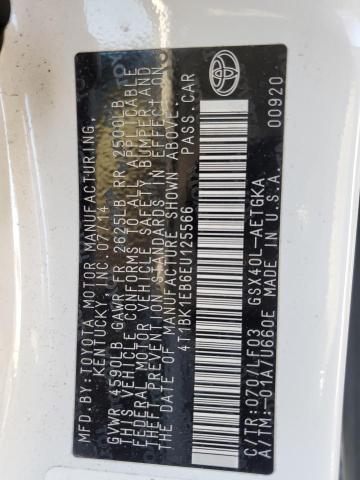 MFD. BY: TOYOTA MOTOR MANUFACTURING,
KENTUCKY, INC. 07/14
GVWR 4590LB GAWR FR 2625LB RR 2500LB
THIS VEHICLE CONFORMS TO ALL APPLICABLE
FEDERAL MOTOR VEHICLE SAFETY, BUMPER, AND
THEFT PREVENTION STANDARDS IN EFFECT ON
THE DATE OF MANUFACTURE SHOWN ABOVE.
4T1BK1EB6EU125566 PASS. CAR
C/TR: 070/LF03 GSX40L-AETGKA
A/TM: -01A/U660E MADE IN U.S.A.
00920
TOYOTA